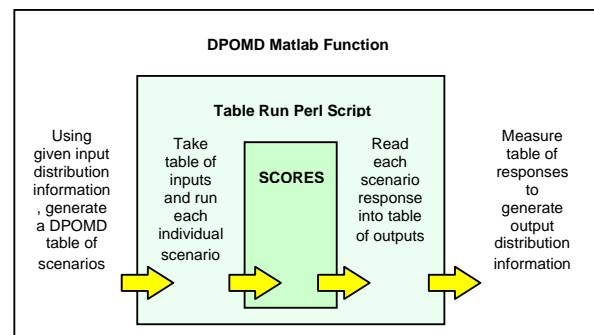 DPOMD Matlab Function
Table Run Perl Script
Using
given input
distribution
information
, generate
a DPOMD
table of
scenarios
Take
table of
inputs
and run
each
individual
scenario
SCORES
Read
each
scenario
response
into table
of outputs
Measure
table of
responses
to
generate
output
distribution
information